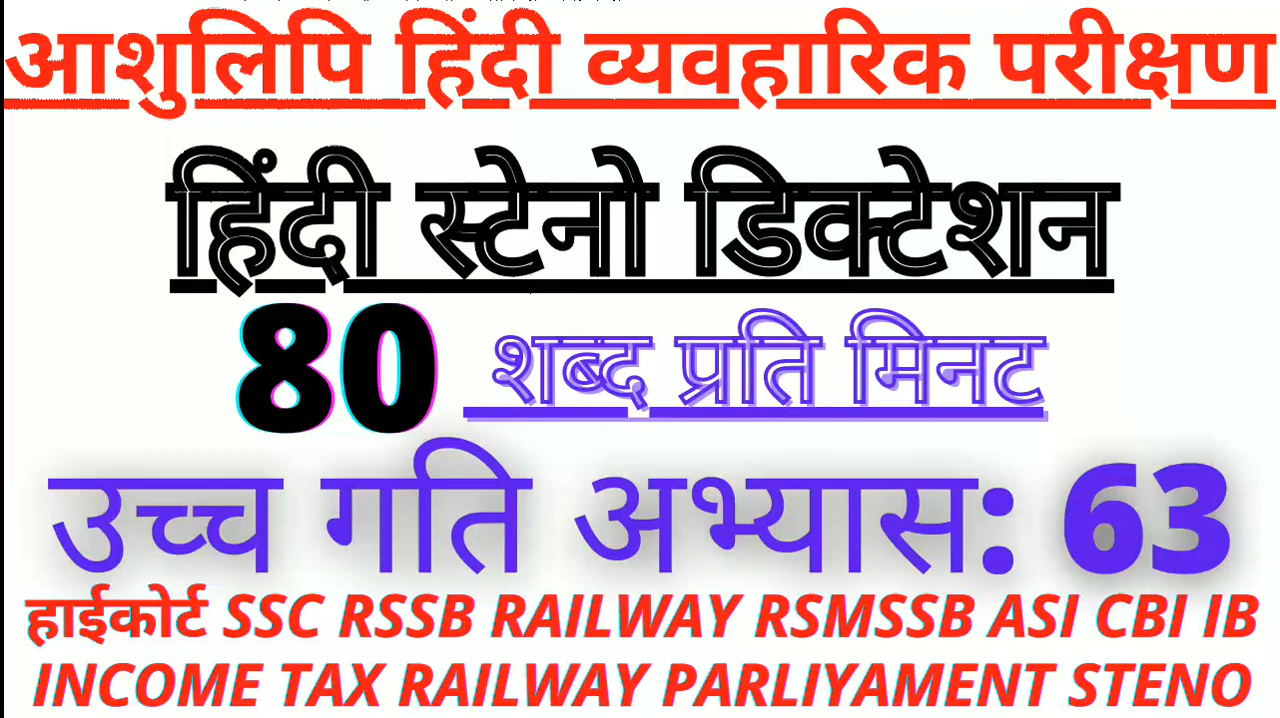 आशुलिपि हिंदी व्यवहारिक परीक्षण
हिंदी स्टेनो डिक्टेशन
80 शब्द प्रति मिनट
उच्च गति अभ्यास: 63
हाईकोर्ट SSC RSSB RAILWAY RSMSSB ASI CBI IB
INCOME TAX RAILWAY PARLIYAMENT STENO